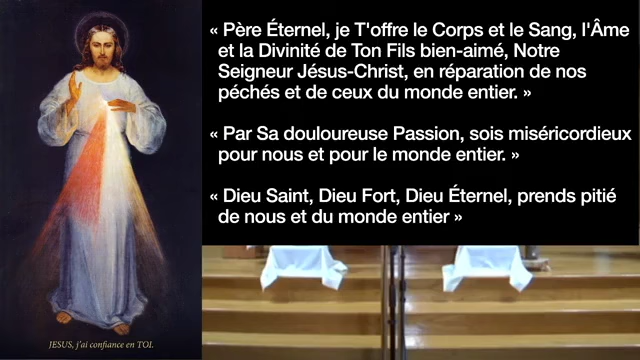 « Père Éternel, je T'offre le Corps et le Sang, l'Âme
et la Divinité de Ton Fils bien-aimé, Notre
Seigneur Jésus-Christ, en réparation de nos
péchés et de ceux du monde entier. »
« Par Sa douloureuse Passion, sois miséricordieux
pour nous et pour le monde entier. »
« Dieu Saint, Dieu Fort, Dieu Éternel, prends pitié
de nous et du monde entier »
JESUS, j'ai confiance en TOI.